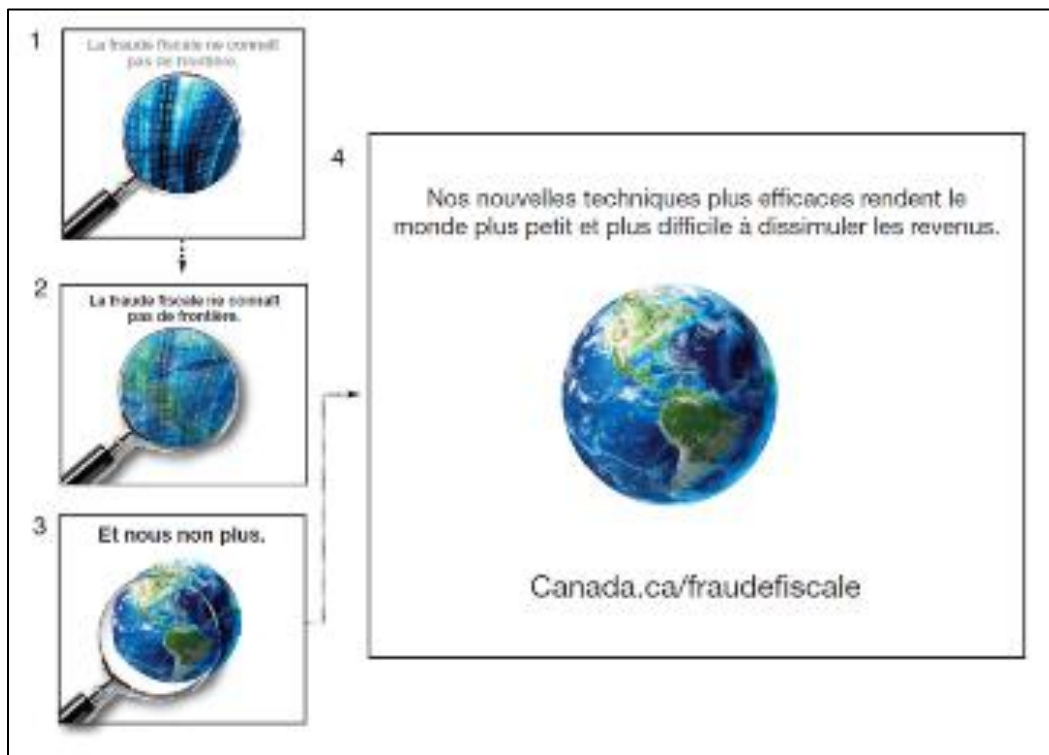 1
La fraude fiscale ne connaît
pas de frontière.
2
La fraude fiscale ne connaît
pas de frontière.
3
Et nous non plus.
4
Nos nouvelles techniques plus efficaces rendent le
monde plus petit et plus difficile à dissimuler les revenus.
Canada.ca/fraudefiscale